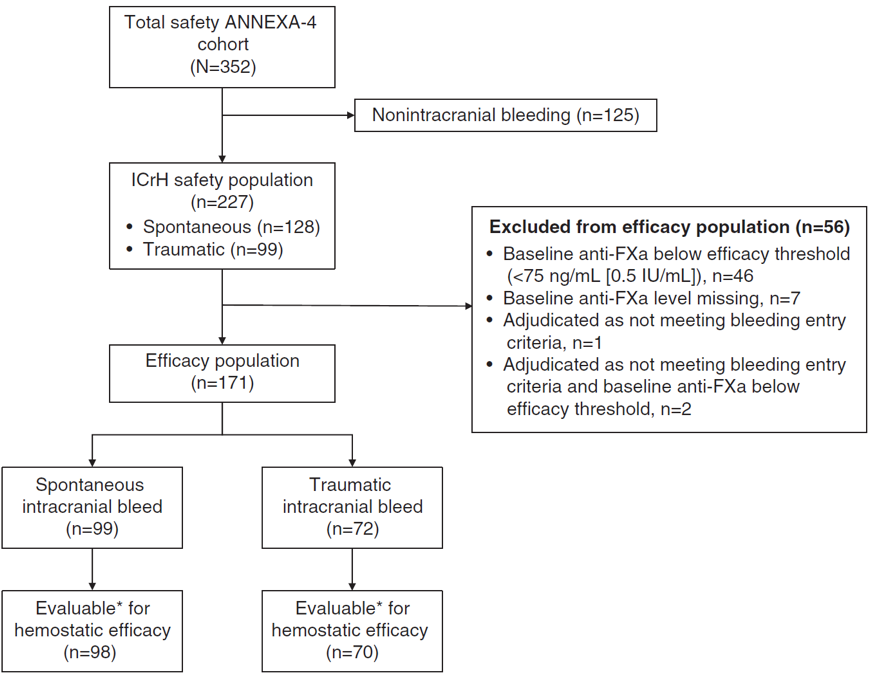 Total safety ANNEXA-4
cohort
(N=352)
Nonintracranial bleeding (n=125)
ICrH safety population
(n=227)
• Spontaneous (n=128)
• Traumatic (n=99)
Excluded from efficacy population (n=56)
• Baseline anti-FXa below efficacy threshold
(<75 ng/mL [0.5 IU/mL]), n=46
• Baseline anti-FXa level missing, n=7
• Adjudicated as not meeting bleeding entry
criteria, n=1
• Adjudicated as not meeting bleeding entry
criteria and baseline anti-FXa below
efficacy threshold, n=2
Efficacy population
(n=171)
Spontaneous
intracranial bleed
(n=99)
Traumatic
intracranial bleed
(n=72)
Evaluable* for
hemostatic efficacy
(n=98)
Evaluable* for
hemostatic efficacy
(n=70)